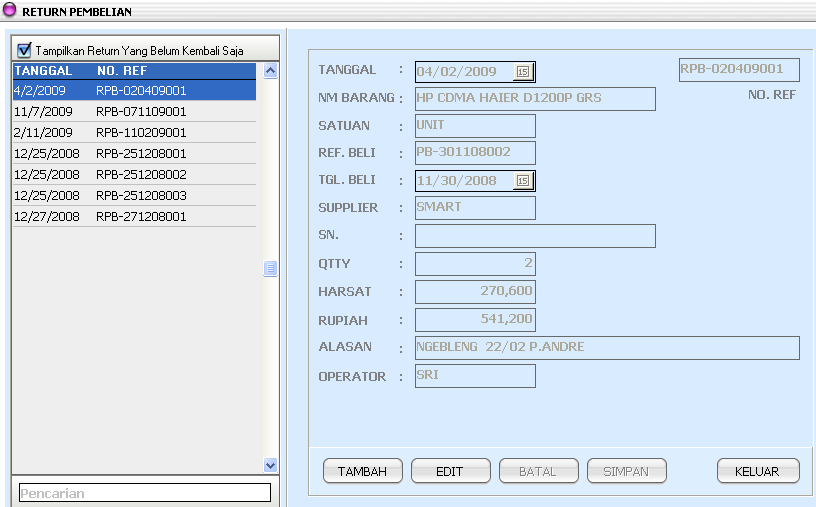 RETURN PEMBELIAN
Tampilkan Return Yang Belum Kembali Saja
TANGGAL NO. REF
4/2/2009 RPB-020409001
11/7/2009 RPB-071109001
2/11/2009 RPB-110209001
12/25/2008 RPB-251208001
12/25/2008 RPB-251208002
12/25/2008 RPB-251208003
12/27/2008 RPB-271208001
Pencarian
TANGGAL : 04/02/2009 15
RPB-020409001
NO. REF
NM BARANG : HP CDMA HAIER D1200P GRS
SATUAN : UNIT
REF. BELI : PB-301108002
TGL. BELI : 11/30/2008 15
SUPPLIER : SMART
SN. :
QTTY : 2
HARSAT : 270,600
RUPIAH : 541,200
ALASAN : NGEBLENG 22/02 P.ANDRE
OPERATOR : SRI
TAMBAH EDIT BATAL SIMPAN KELUAR